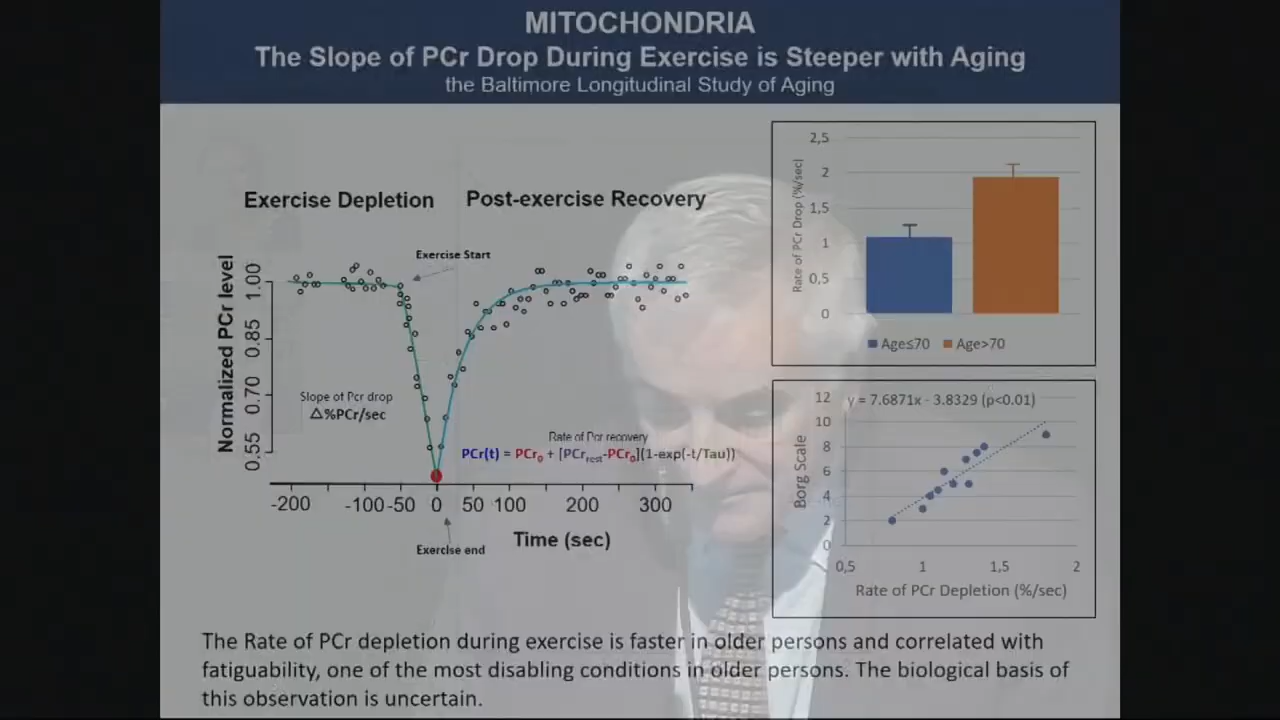 MITOCHONDRIA
The Slope of PCr Drop During Exercise is Steeper with Aging
the Baltimore Longitudinal Study of Aging
Exercise Depletion
Post-exercise Recovery
Exercise Start
Normalized PCr level
1.00
0.85
0.70
0.55
Slope of Pcr drop
△%PCr/sec
Rate of Pcr recovery
PCr(t) = PCr0 + [PCrrest-PCr0](1-exp(-t/Tau))
-200 -100 -50 0 50 100 200 300
Time (sec)
Exercise end
Rate of PCr Drop (%/sec)
2,5
2
1,5
1
0,5
0
Age≤70 Age>70
y = 7.6871x - 3.8329 (p<0.01)
Borg Scale
12
10
8
6
4
2
0
0,5 1 1,5 2
Rate of PCr Depletion (%/sec)
The Rate of PCr depletion during exercise is faster in older persons and correlated with
fatiguability, one of the most disabling conditions in older persons. The biological basis of
this observation is uncertain.